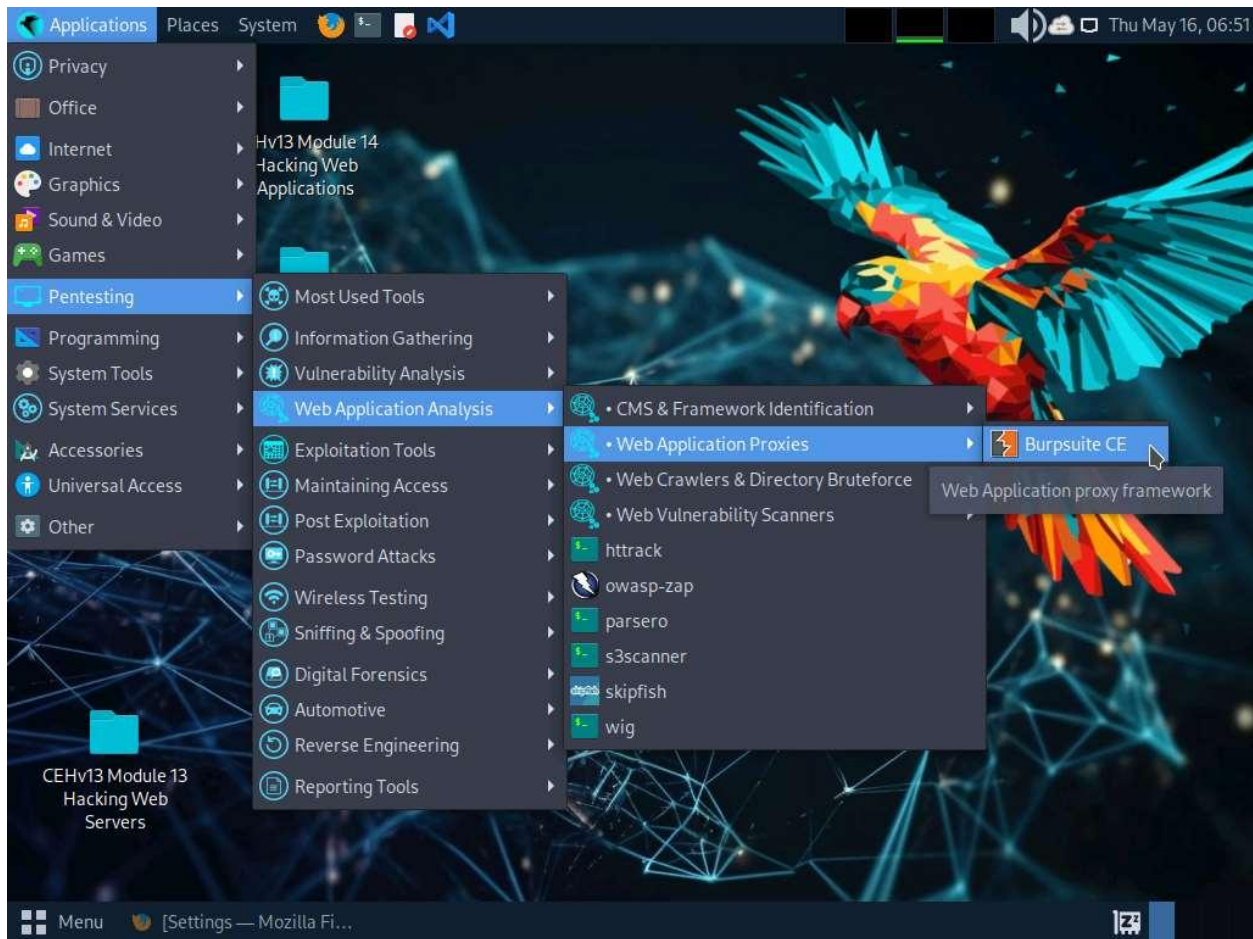 Applications Places System Thu May 16, 06:51
Privacy
Office
Internet
Graphics
Sound & Video
Games
Pentesting
Programming
System Tools
System Services
Accessories
Universal Access
Other
Hv13 Module 14
Hacking Web
Applications
Most Used Tools
Information Gathering
Vulnerability Analysis
Web Application Analysis
Exploitation Tools
Maintaining Access
Post Exploitation
Password Attacks
Wireless Testing
Sniffing & Spoofing
Digital Forensics
Automotive
Reverse Engineering
Reporting Tools
• CMS & Framework Identification
• Web Application Proxies
• Web Crawlers & Directory Bruteforce
• Web Vulnerability Scanners
httrack
owasp-zap
parsero
s3scanner
skipfish
wig
Burpsuite CE
Web Application proxy framework
CEHv13 Module 13
Hacking Web
Servers
Menu [Settings — Mozilla Fi...